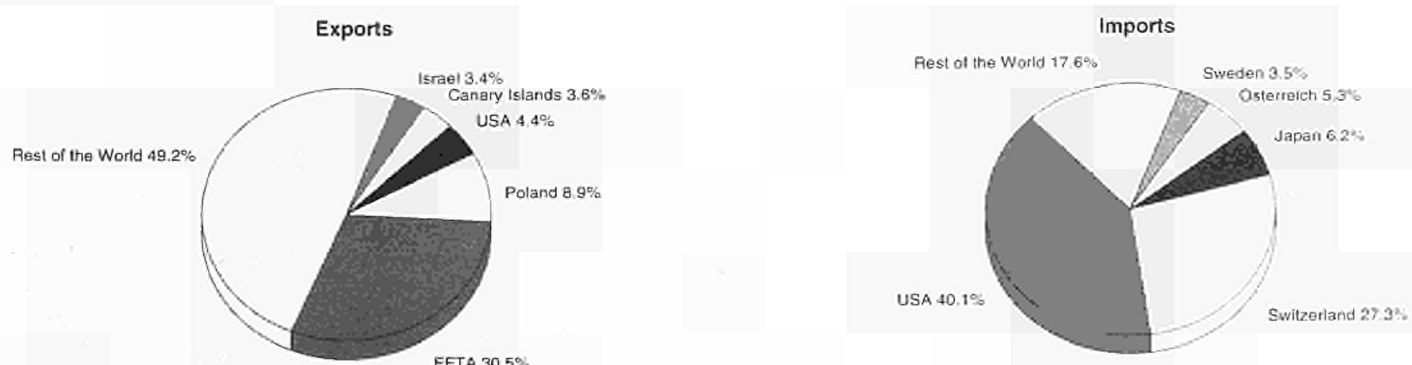 Exports
Israel 3.4%
Canary Islands 3.6%
USA 4.4%
Rest of the World 49.2%
Poland 8.9%
EFTA 30.5%
Imports
Rest of the World 17.6%
Sweden 3.5%
Österreich 5.3%
Japan 6.2%
USA 40.1%
Switzerland 27.3%